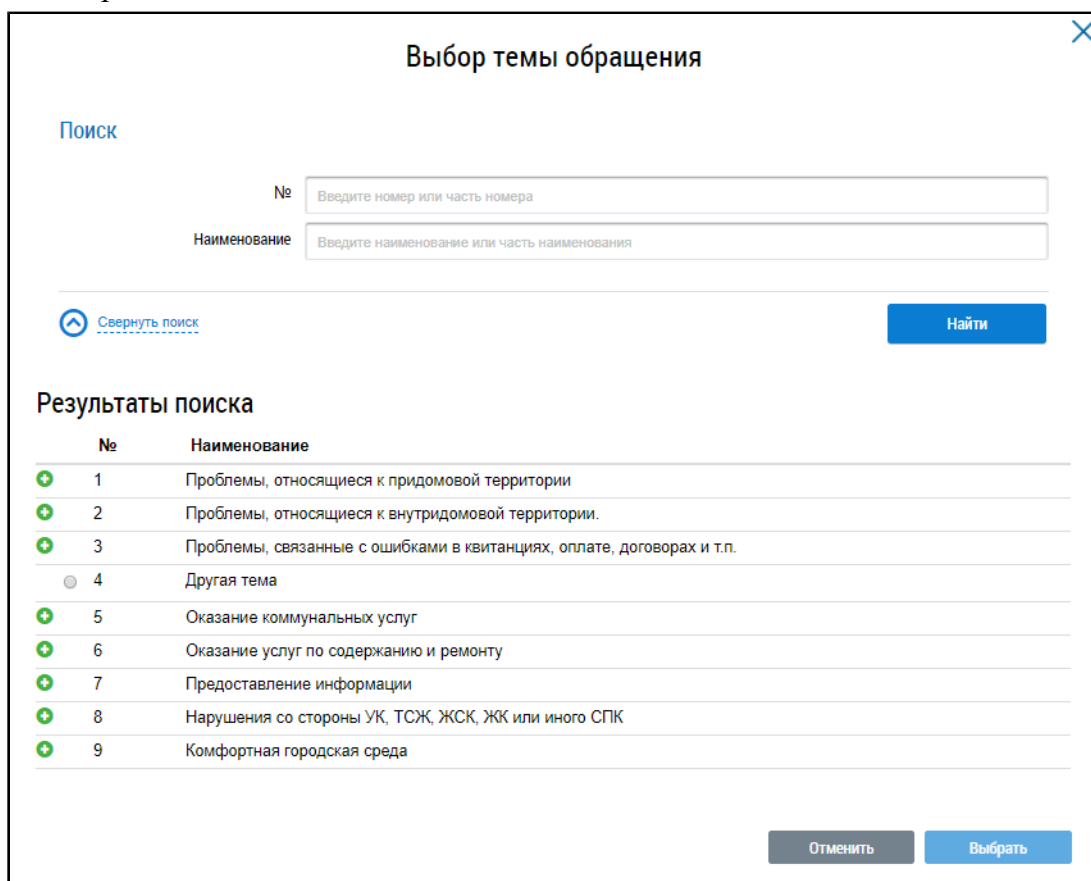 Выбор темы обращения
Поиск
№ Введите номер или часть номера
Наименование Введите наименование или часть наименования
Свернуть поиск Найти
Результаты поиска
№ Наименование
1 Проблемы, относящиеся к придомовой территории
2 Проблемы, относящиеся к внутридомовой территории.
3 Проблемы, связанные с ошибками в квитанциях, оплате, договорах и т.п.
4 Другая тема
5 Оказание коммунальных услуг
6 Оказание услуг по содержанию и ремонту
7 Предоставление информации
8 Нарушения со стороны УК, ТСЖ, ЖСК, ЖК или иного СПК
9 Комфортная городская среда
Отменить Выбрать